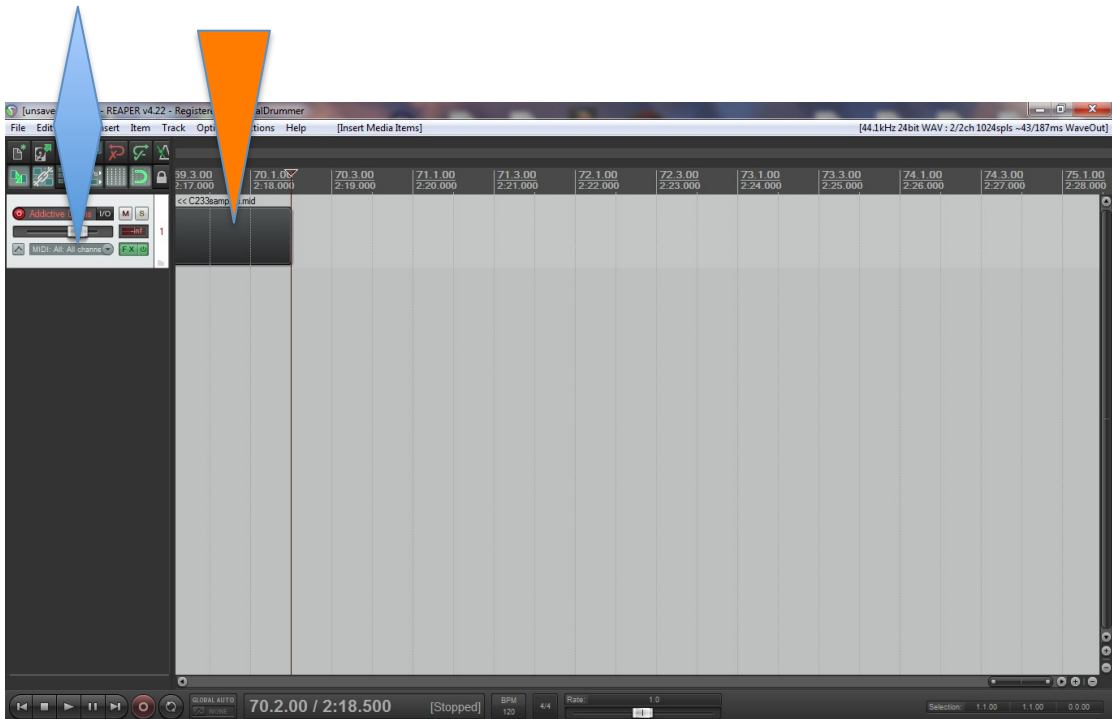 [unsave - REAPER v4.22 - Registere alDrummer
File Edit sert Item Track Opti tions Help [Insert Media Items] [44.1kHz 24bit WAV : 2/2ch 1024spls ~43/187ms WaveOut]
69.3.00 70.1.00 70.3.00 71.1.00 71.3.00 72.1.00 72.3.00 73.1.00 73.3.00 74.1.00 74.3.00 75.1.00
2:17.000 2:18.000 2:19.000 2:20.000 2:21.000 2:22.000 2:23.000 2:24.000 2:25.000 2:26.000 2:27.000 2:28.000
<< C233samp s.mid
Addictive I/O M S
-inf 1
MIDI: All: All channe FX
GLOBAL AUTO
NONE
70.2.00 / 2:18.500 [Stopped]
BPM
120
4/4
Rate: 1.0
Selection: 1.1.00 1.1.00 0.0.00